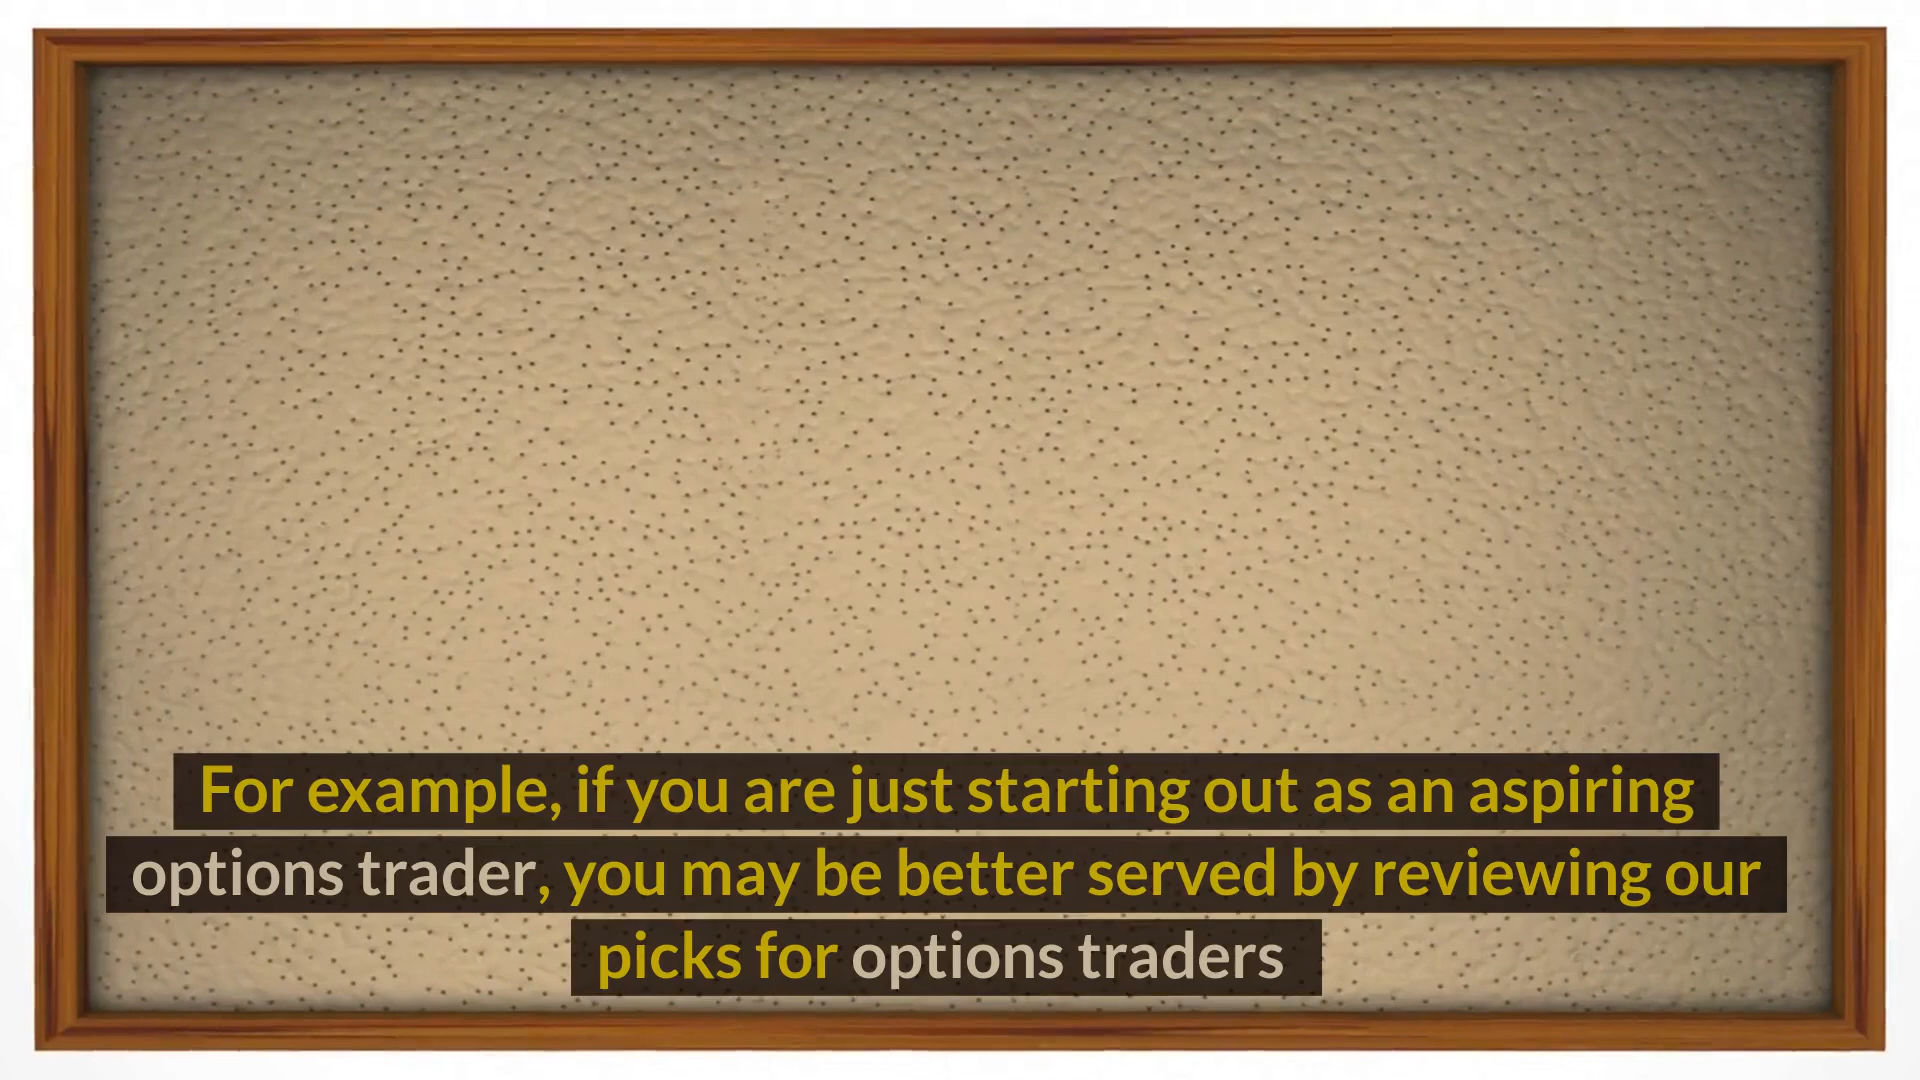 For example, if you are just starting out as an aspiring
options trader, you may be better served by reviewing our
picks for options traders